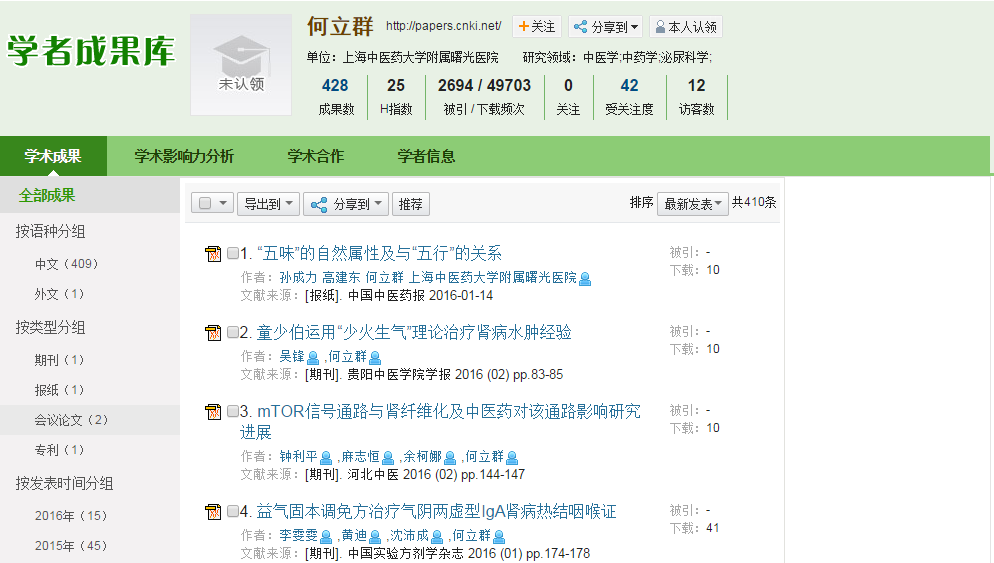 学者成果库
未认领
何立群 http://papers.cnki.net/ +关注 分享到 本人认领
单位：上海中医药大学附属曙光医院 研究领域：中医学;中药学;泌尿科学;
428 25 2694 / 49703 0 42 12
成果数 H指数 被引 / 下载频次 关注 受关注度 访客数
学术成果 学术影响力分析 学术合作 学者信息
全部成果
按语种分组
中文（409）
外文（1）
按类型分组
期刊（1）
报纸（1）
会议论文（2）
专利（1）
按发表时间分组
2016年（15）
2015年（45）
导出到 分享到 推荐 排序 最新发表 共410条
1. “五味”的自然属性及与“五行”的关系 被引： -
作者： 孙成力 高建东 何立群 上海中医药大学附属曙光医院 下载： 10
文献来源： [报纸]. 中国中医药报 2016-01-14
2. 童少伯运用“少火生气”理论治疗肾病水肿经验 被引： -
作者： 吴锋 ,何立群 下载： 10
文献来源： [期刊]. 贵阳中医学院学报 2016 (02) pp.83-85
3. mTOR信号通路与肾纤维化及中医药对该通路影响研究 被引： -
进展 下载： 10
作者： 钟利平 ,麻志恒 ,余柯娜 ,何立群
文献来源： [期刊]. 河北中医 2016 (02) pp.144-147
4. 益气固本调免方治疗气阴两虚型IgA肾病热结咽喉证 被引： -
作者： 李雯雯 ,黄迪 ,沈沛成 ,何立群 下载： 41
文献来源： [期刊]. 中国实验方剂学杂志 2016 (01) pp.174-178